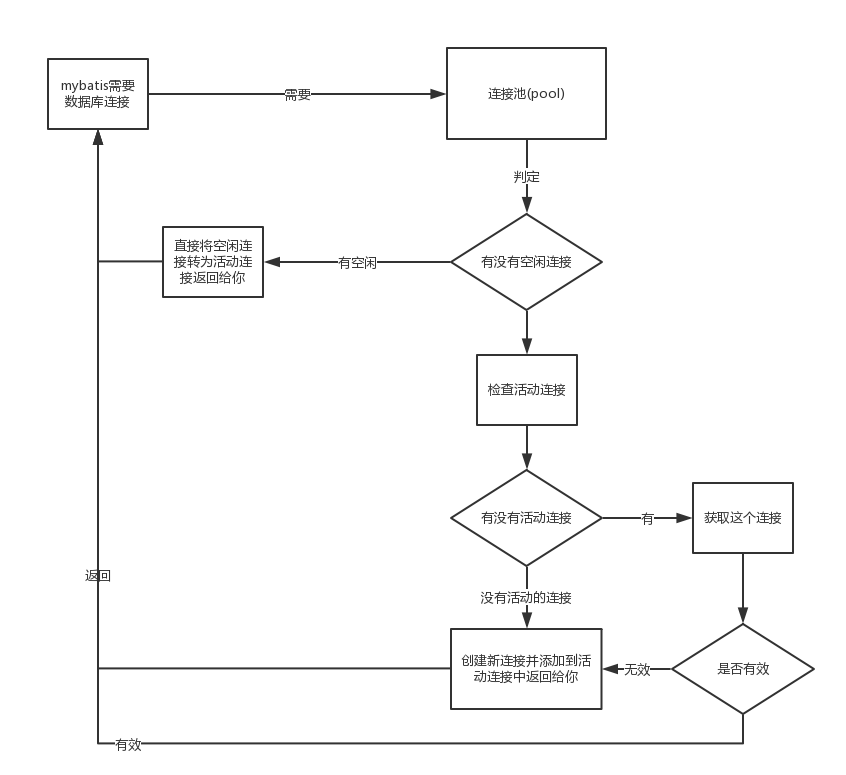 mybatis需要
数据库连接
需要
连接池(pool)
判定
直接将空闲连
接转为活动连
接返回给你
有空闲
有没有空闲连接
检查活动连接
有没有活动连接
有
获取这个连接
返回
没有活动的连接
创建新连接并添加到活
动连接中返回给你
无效
是否有效
有效